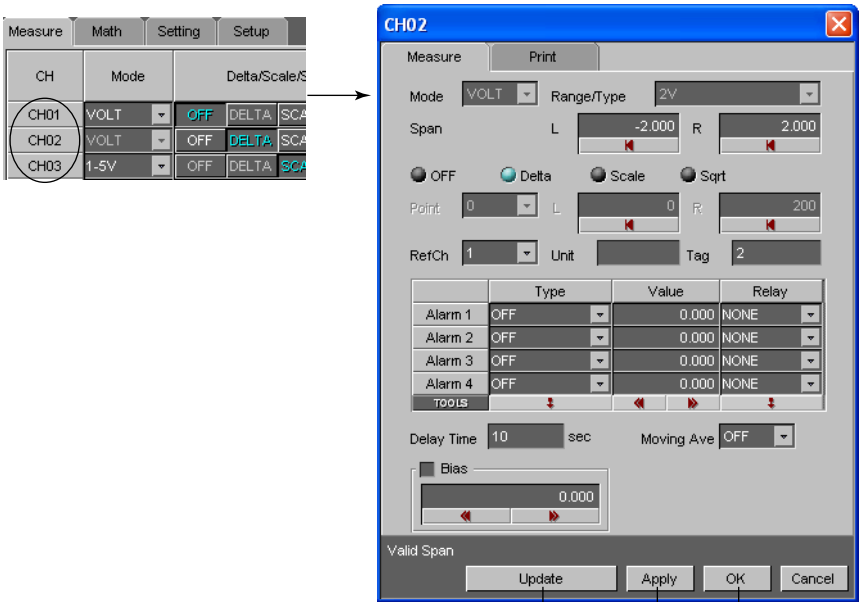 Measure Math Setting Setup
CH Mode Delta/Scale/S
CH01 VOLT OFF DELTA SCA
CH02 VOLT OFF DELTA SCA
CH03 1-5V OFF DELTA SCA
CH02
Measure Print
Mode VOLT Range/Type 2V
Span L -2.000 R 2.000
OFF Delta Scale Sqrt
Point 0 L 0 R 200
RefCh 1 Unit Tag 2
Type Value Relay
Alarm 1 OFF 0.000 NONE
Alarm 2 OFF 0.000 NONE
Alarm 3 OFF 0.000 NONE
Alarm 4 OFF 0.000 NONE
TOOLS
Delay Time 10 sec Moving Ave OFF
Bias
0.000
Valid Span
Update Apply OK Cancel